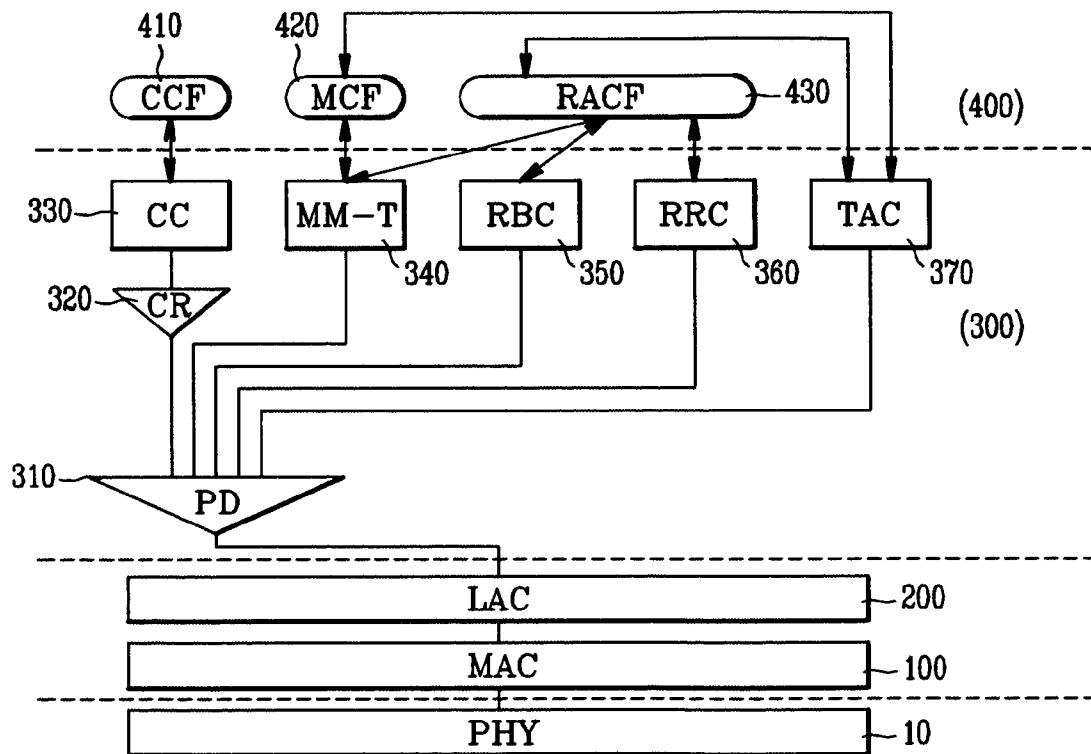 410
420
CCF
MCF
RACF
430
(400)
330
CC
MM-T
RBC
RRC
TAC
340
350
360
370
320
CR
(300)
310
PD
LAC
200
MAC
100
PHY
10